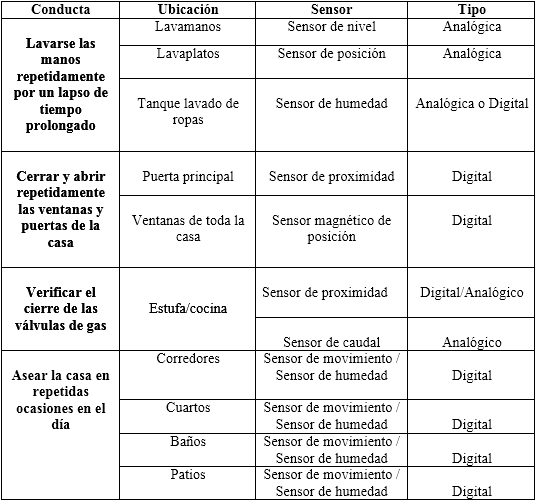 Conducta Ubicación Sensor Tipo
Lavarse las
manos
repetidamente
por un lapso de
tiempo
prolongado
Lavamanos Sensor de nivel Analógica
Lavaplatos Sensor de posición Analógica
Tanque lavado de
ropas
Sensor de humedad Analógica o Digital
Cerrar y abrir
repetidamente
las ventanas y
puertas de la
casa
Puerta principal Sensor de proximidad Digital
Ventanas de toda la
casa
Sensor magnético de
posición
Digital
Verificar el
cierre de las
válvulas de gas
Estufa/cocina
Sensor de proximidad Digital/Analógico
Sensor de caudal Analógico
Asear la casa en
repetidas
ocasiones en el
día
Corredores
Sensor de movimiento /
Sensor de humedad
Digital
Cuartos
Sensor de movimiento /
Sensor de humedad
Digital
Baños
Sensor de movimiento /
Sensor de humedad
Digital
Patios
Sensor de movimiento /
Sensor de humedad
Digital